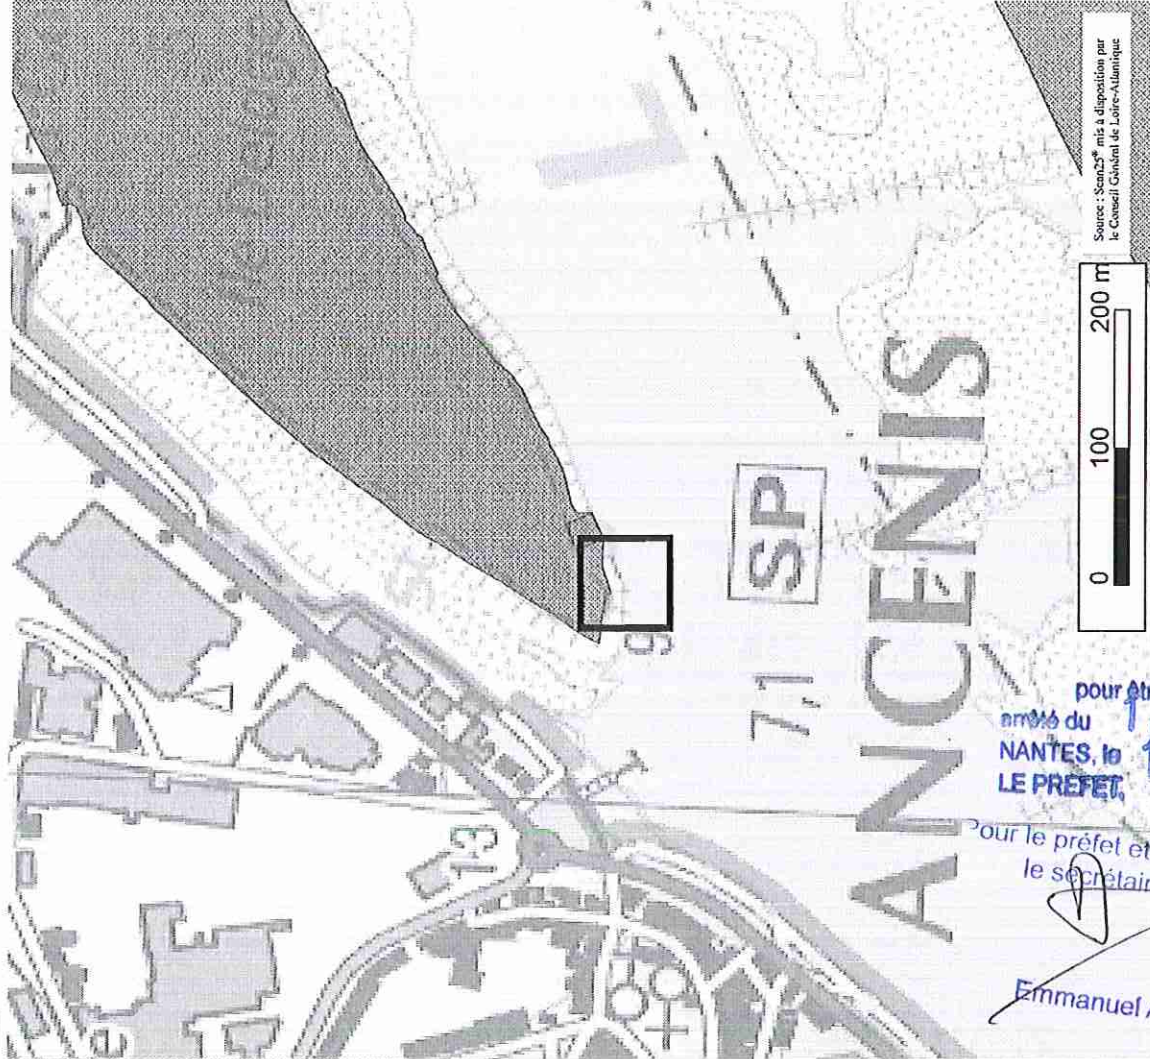 ANCENIS
SP
71
9
13
0 100 200 m
Source : Scan25® mis à disposition par
le Conseil Général de Loire-Atlantique
pour êtr
arrêté du
NANTES, le
LE PREFET,
Pour le préfet et
le secrétair
Emmanuel A